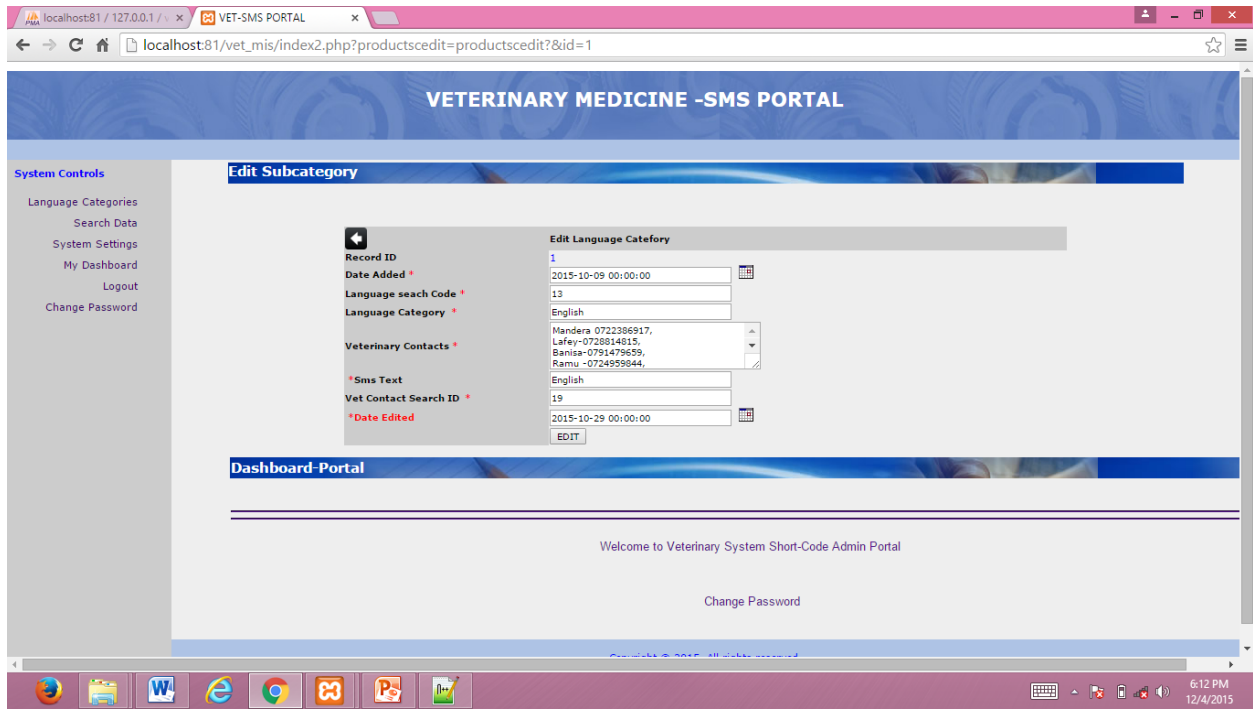 localhost:81 / 127.0.0.1 / v
VET-SMS PORTAL
localhost:81/vet_mis/index2.php?productscedit=productscedit?&id=1
VETERINARY MEDICINE -SMS PORTAL
System Controls
Language Categories
Search Data
System Settings
My Dashboard
Logout
Change Password
Edit Subcategory
Edit Language Catefory
Record ID 1
Date Added * 2015-10-09 00:00:00
Language seach Code * 13
Language Category * English
Veterinary Contacts * Mandera 0722386917,
Lafey-0728814815,
Banisa-0791479659,
Ramu -0724959844,
*Sms Text English
Vet Contact Search ID * 19
*Date Edited 2015-10-29 00:00:00
EDIT
Dashboard-Portal
Welcome to Veterinary System Short-Code Admin Portal
Change Password
Copyright © 2015. All rights reserved
6:12 PM
12/4/2015